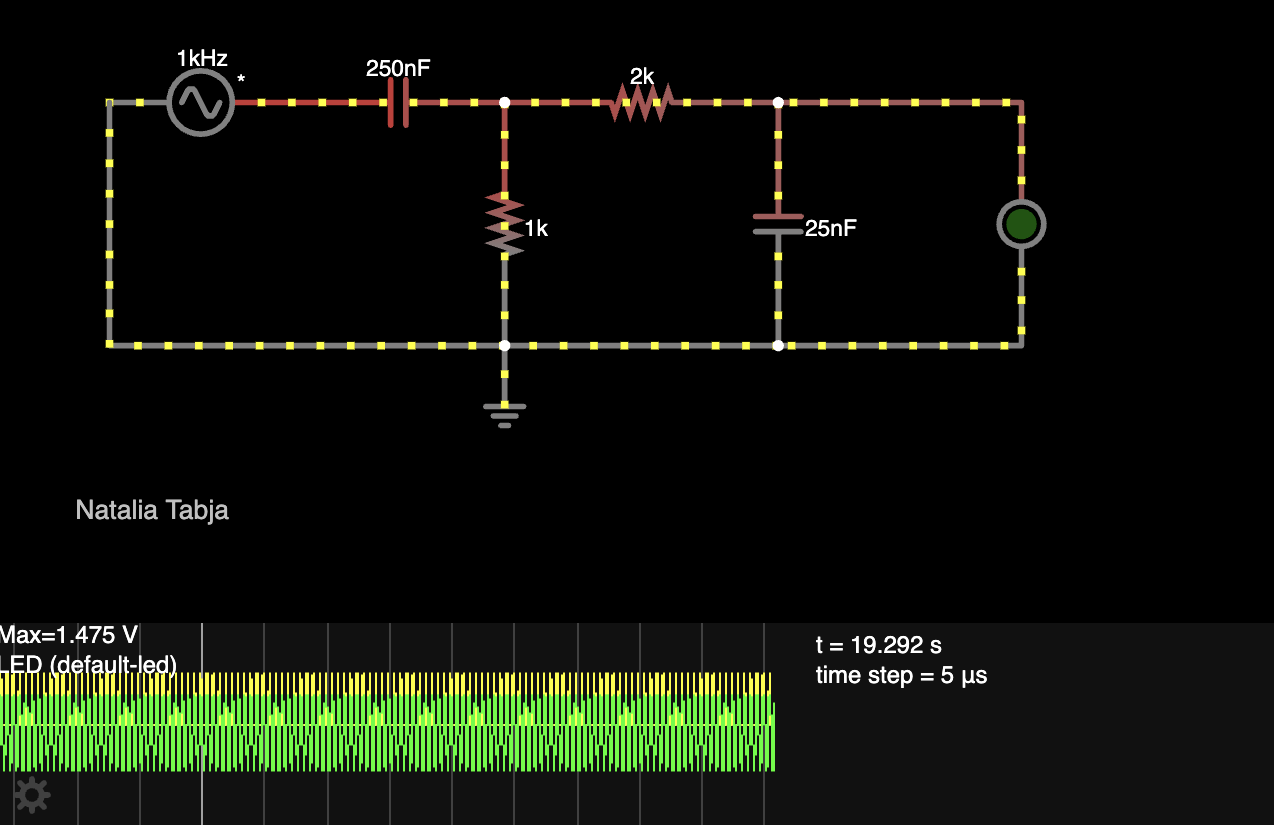 1kHz
*
250nF
2k
1k
25nF
Natalia Tabja
Max=1.475 V
LED (default-led)
t = 19.292 s
time step = 5 μs